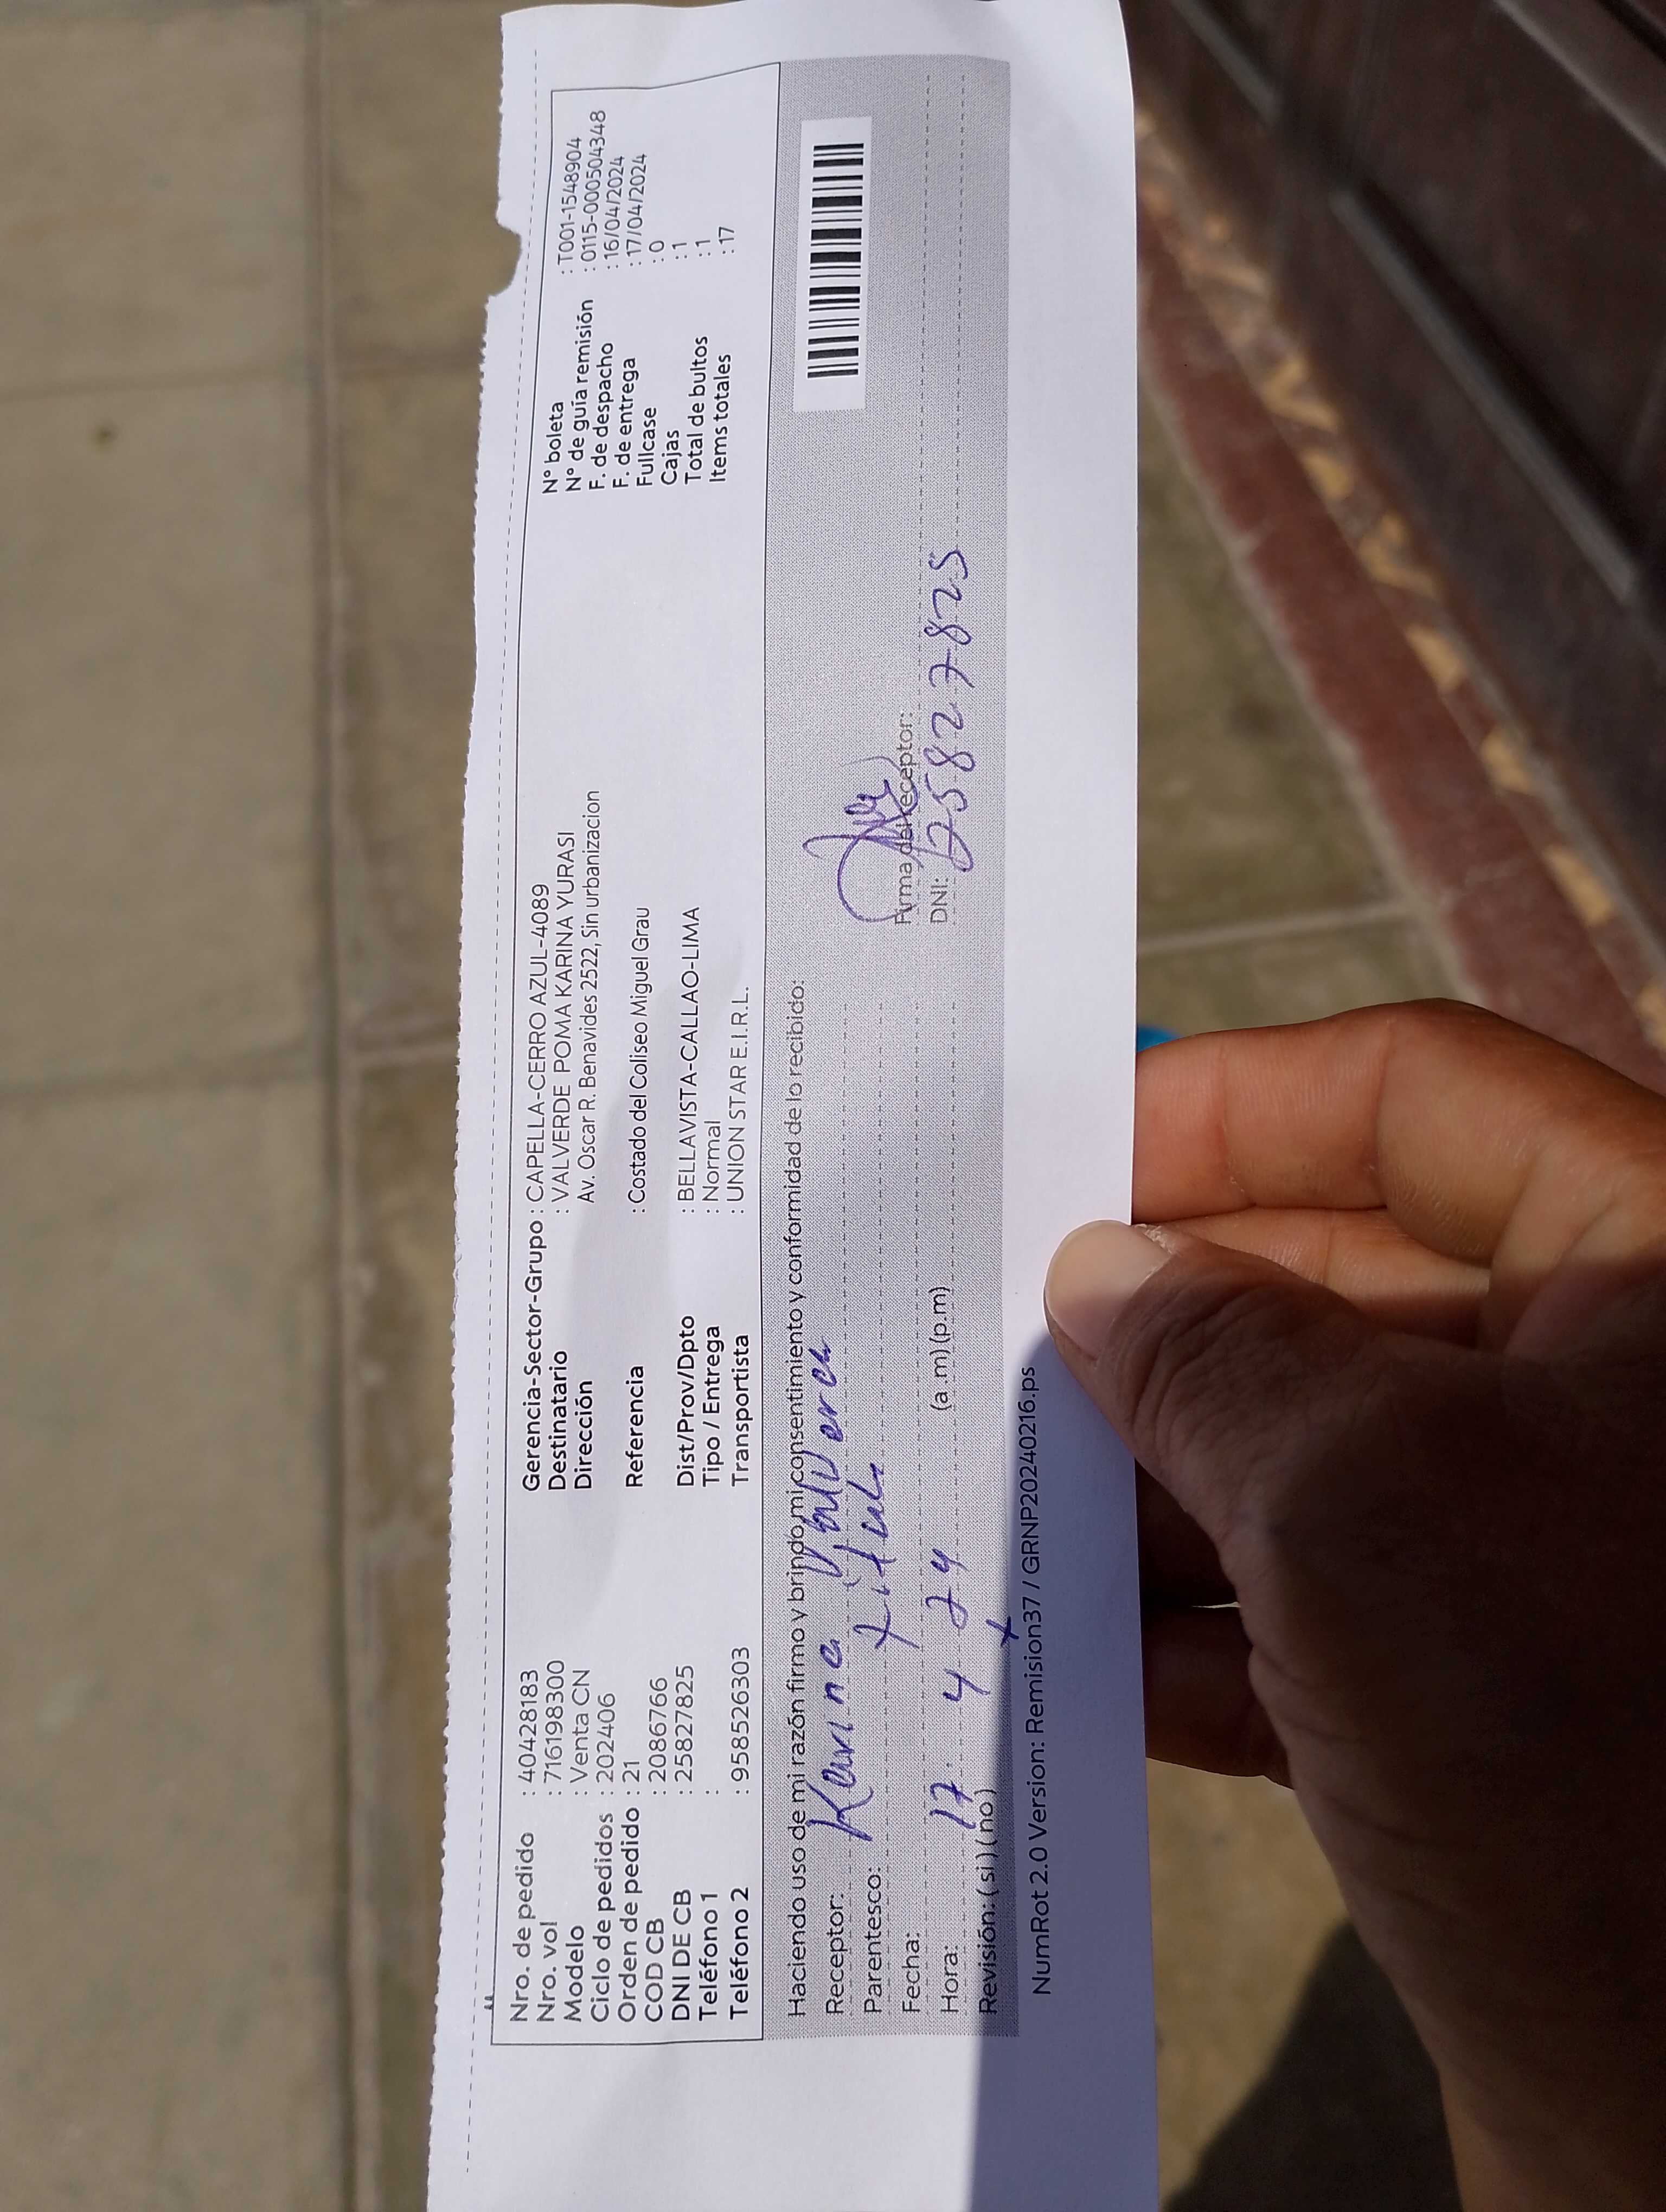 Nro. de pedido : 40428183
Nro. vol : 716198300
Modelo : Venta CN
Ciclo de pedidos : 202406
Orden de pedido : 21
COD CB : 2086766
DNI DE CB : 25827825
Teléfono 1 :
Teléfono 2 : 958526303
Gerencia-Sector-Grupo : CAPELLA-CERRO AZUL-4089
Destinatario : VALVERDE POMA KARINA YURASI
Dirección Av. Oscar R. Benavides 2522, Sin urbanizacion
Referencia : Costado del Coliseo Miguel Grau
Dist/Prov/Dpto : BELLAVISTA-CALLAO-LIMA
Tipo / Entrega : Normal
Transportista : UNION STAR E.I.R.L.
N° boleta : T001-1548904
N° de guía remisión : 0115-000504348
F. de despacho : 16/04/2024
F. de entrega : 17/04/2024
Fullcase : 0
Cajas : 1
Total de bultos : 1
Items totales : 17
Haciendo uso de mi razón firmo y brindo mi consentimiento y conformidad de lo recibido:
Receptor: Karina
Parentesco:
Fecha: 17 4 24
Hora: (a.m) (p.m)
Revisión: ( si ) ( no )
Firma del receptor:
DNI: 25827825
NumRot 2.0 Version: Remision37 / GRNP20240216.ps